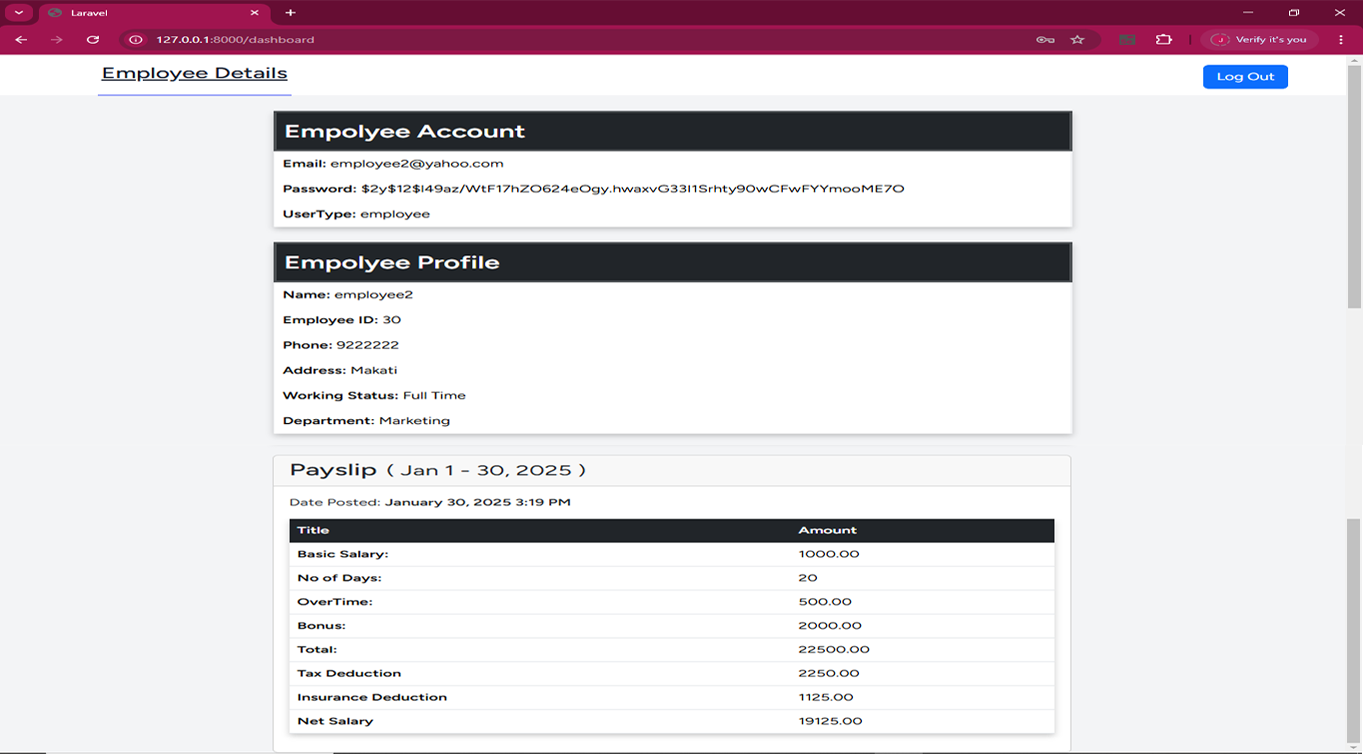 Laravel
127.0.0.1:8000/dashboard
J Verify it's you
Employee Details
Log Out
Empolyee Account
Email: employee2@yahoo.com
Password: $2y$12$I49az/WtF17hZO624eOgy.hwaxvG33I1Srhty90wCFwFYYmooME7O
UserType: employee
Empolyee Profile
Name: employee2
Employee ID: 30
Phone: 9222222
Address: Makati
Working Status: Full Time
Department: Marketing
Payslip ( Jan 1 - 30, 2025 )
Date Posted: January 30, 2025 3:19 PM
Title Amount
Basic Salary: 1000.00
No of Days: 20
OverTime: 500.00
Bonus: 2000.00
Total: 22500.00
Tax Deduction 2250.00
Insurance Deduction 1125.00
Net Salary 19125.00